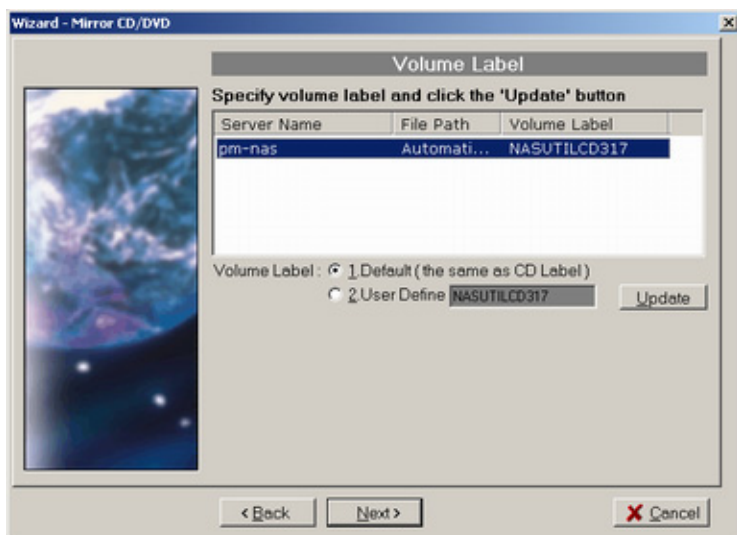 Wizard - Mirror CD/DVD
Volume Label
Specify volume label and click the 'Update' button
Server Name File Path Volume Label
pm-nas Automati... NASUTILCD317
Volume Label : 1.Default ( the same as CD Label )
2.User Define NASUTILCD317 Update
< Back Next > Cancel